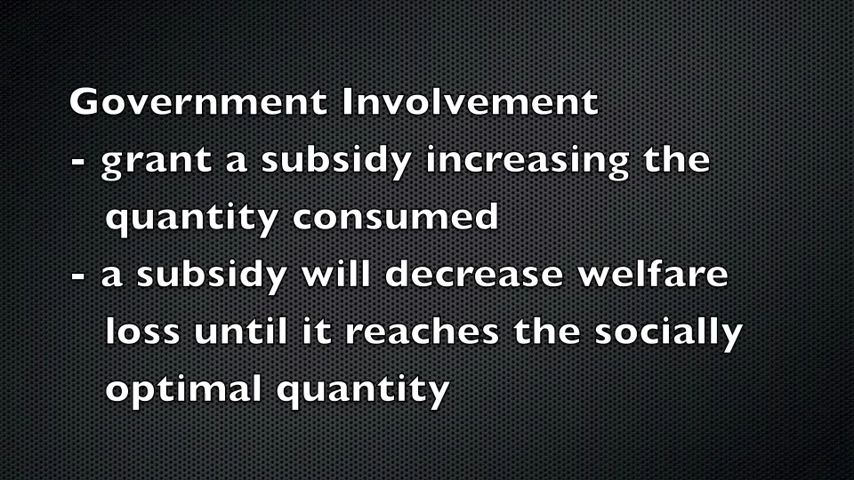 Government Involvement
- grant a subsidy increasing the
quantity consumed
- a subsidy will decrease welfare
loss until it reaches the socially
optimal quantity